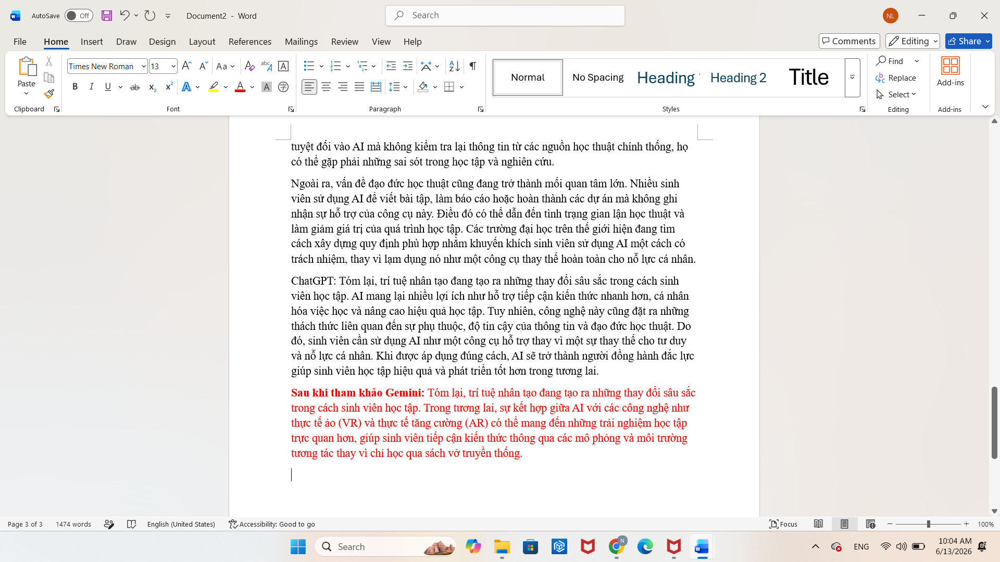 AutoSave Off Document2 - Word Search NL
File Home Insert Draw Design Layout References Mailings Review View Help Comments Editing Share
Paste Times New Roman 13 Aa Normal No Spacing Heading Heading 2 Title Find Replace Select Add-ins
Clipboard Font Paragraph Styles Editing Add-ins
tuyệt đối vào AI mà không kiểm tra lại thông tin từ các nguồn học thuật chính thống, họ
có thể gặp phải những sai sót trong học tập và nghiên cứu.
Ngoài ra, vấn đề đạo đức học thuật cũng đang trở thành mối quan tâm lớn. Nhiều sinh
viên sử dụng AI để viết bài tập, làm báo cáo hoặc hoàn thành các dự án mà không ghi
nhận sự hỗ trợ của công cụ này. Điều đó có thể dẫn đến tình trạng gian lận học thuật và
làm giảm giá trị của quá trình học tập. Các trường đại học trên thế giới hiện đang tìm
cách xây dựng quy định phù hợp nhằm khuyến khích sinh viên sử dụng AI một cách có
trách nhiệm, thay vì lạm dụng nó như một công cụ thay thế hoàn toàn cho nỗ lực cá nhân.
ChatGPT: Tóm lại, trí tuệ nhân tạo đang tạo ra những thay đổi sâu sắc trong cách sinh
viên học tập. AI mang lại nhiều lợi ích như hỗ trợ tiếp cận kiến thức nhanh hơn, cá nhân
hóa việc học và nâng cao hiệu quả học tập. Tuy nhiên, công nghệ này cũng đặt ra những
thách thức liên quan đến sự phụ thuộc, độ tin cậy của thông tin và đạo đức học thuật. Do
đó, sinh viên cần sử dụng AI như một công cụ hỗ trợ thay vì một sự thay thế cho tư duy
và nỗ lực cá nhân. Khi được áp dụng đúng cách, AI sẽ trở thành người đồng hành đắc lực
giúp sinh viên học tập hiệu quả và phát triển tốt hơn trong tương lai.
Sau khi tham khảo Gemini: Tóm lại, trí tuệ nhân tạo đang tạo ra những thay đổi sâu sắc
trong cách sinh viên học tập. Trong tương lai, sự kết hợp giữa AI với các công nghệ như
thực tế ảo (VR) và thực tế tăng cường (AR) có thể mang đến những trải nghiệm học tập
trực quan hơn, giúp sinh viên tiếp cận kiến thức thông qua các mô phỏng và môi trường
tương tác thay vì chỉ học qua sách vở truyền thống.
Page 3 of 3 1474 words English (United States) Accessibility: Good to go Focus 100%
Search ENG 10:04 AM
6/13/2026